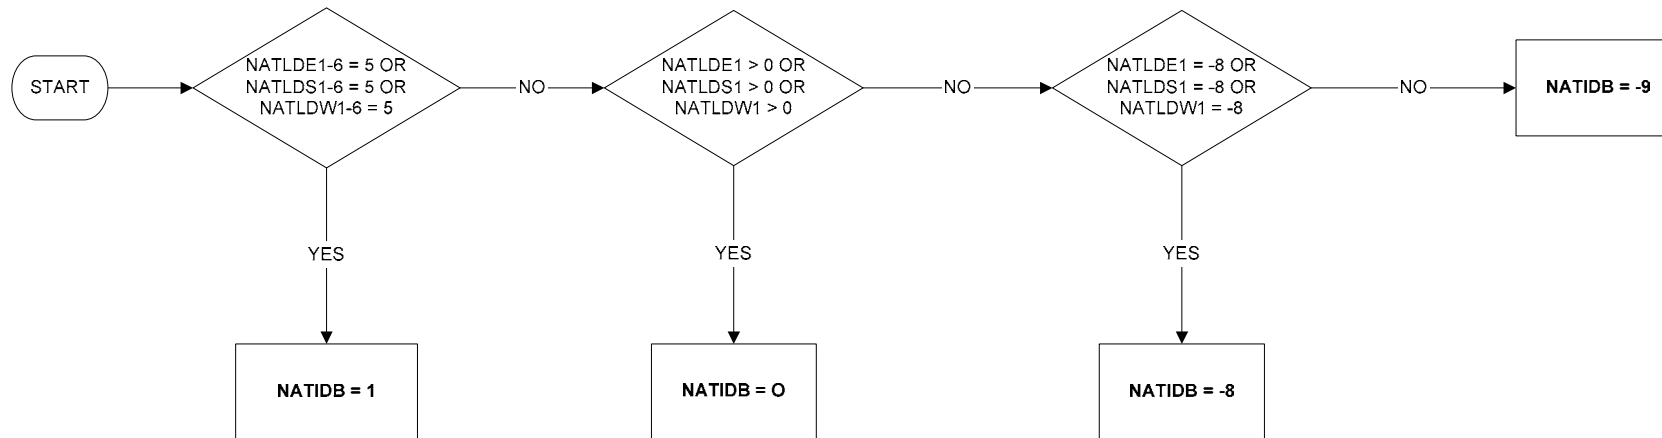 START
NATLDE1-6 = 5 OR
NATLDS1-6 = 5 OR
NATLDW1-6 = 5
NO
NATLDE1 > 0 OR
NATLDS1 > 0 OR
NATLDW1 > 0
NO
NATLDE1 = -8 OR
NATLDS1 = -8 OR
NATLDW1 = -8
NO
NATIDB = -9
YES
YES
YES
NATIDB = 1
NATIDB = O
NATIDB = -8